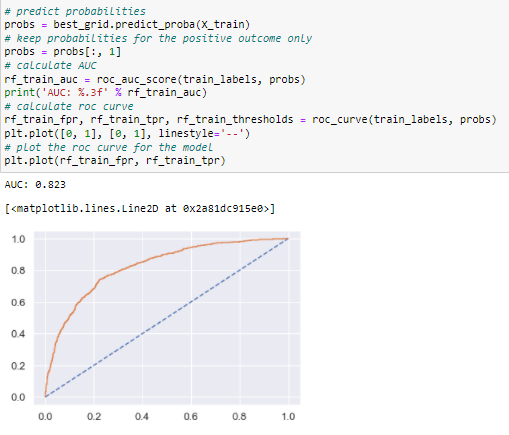 # predict probabilities
probs = best_grid.predict_proba(X_train)
# keep probabilities for the positive outcome only
probs = probs[:, 1]
# calculate AUC
rf_train_auc = roc_auc_score(train_labels, probs)
print('AUC: %.3f' % rf_train_auc)
# calculate roc curve
rf_train_fpr, rf_train_tpr, rf_train_thresholds = roc_curve(train_labels, probs)
plt.plot([0, 1], [0, 1], linestyle='--')
# plot the roc curve for the model
plt.plot(rf_train_fpr, rf_train_tpr)
AUC: 0.823
[<matplotlib.lines.Line2D at 0x2a81dc915e0>]
1.0
0.8
0.6
0.4
0.2
0.0
0.0 0.2 0.4 0.6 0.8 1.0